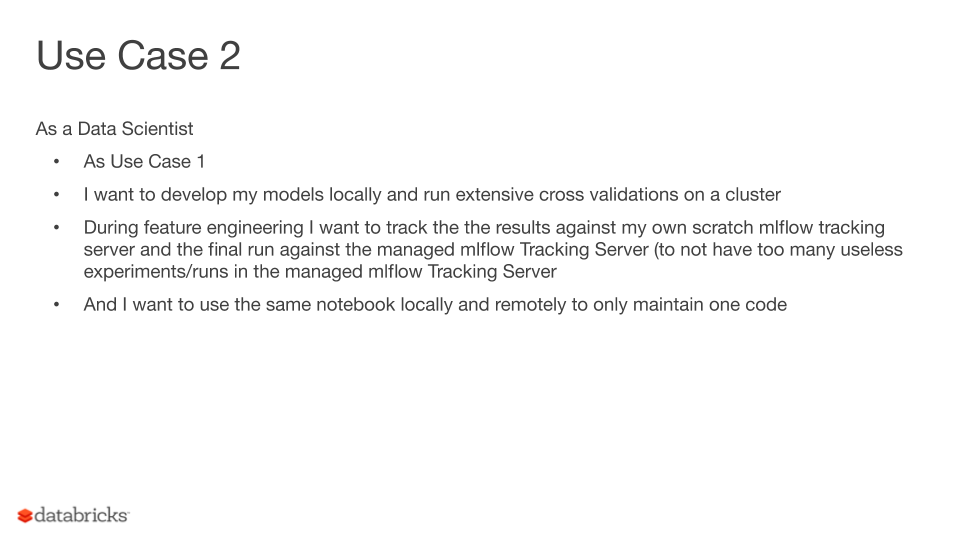 Use Case 2
As a Data Scientist
• As Use Case 1
• I want to develop my models locally and run extensive cross validations on a cluster
• During feature engineering I want to track the the results against my own scratch mlflow tracking
server and the final run against the managed mlflow Tracking Server (to not have too many useless
experiments/runs in the managed mlflow Tracking Server
• And I want to use the same notebook locally and remotely to only maintain one code
databricks